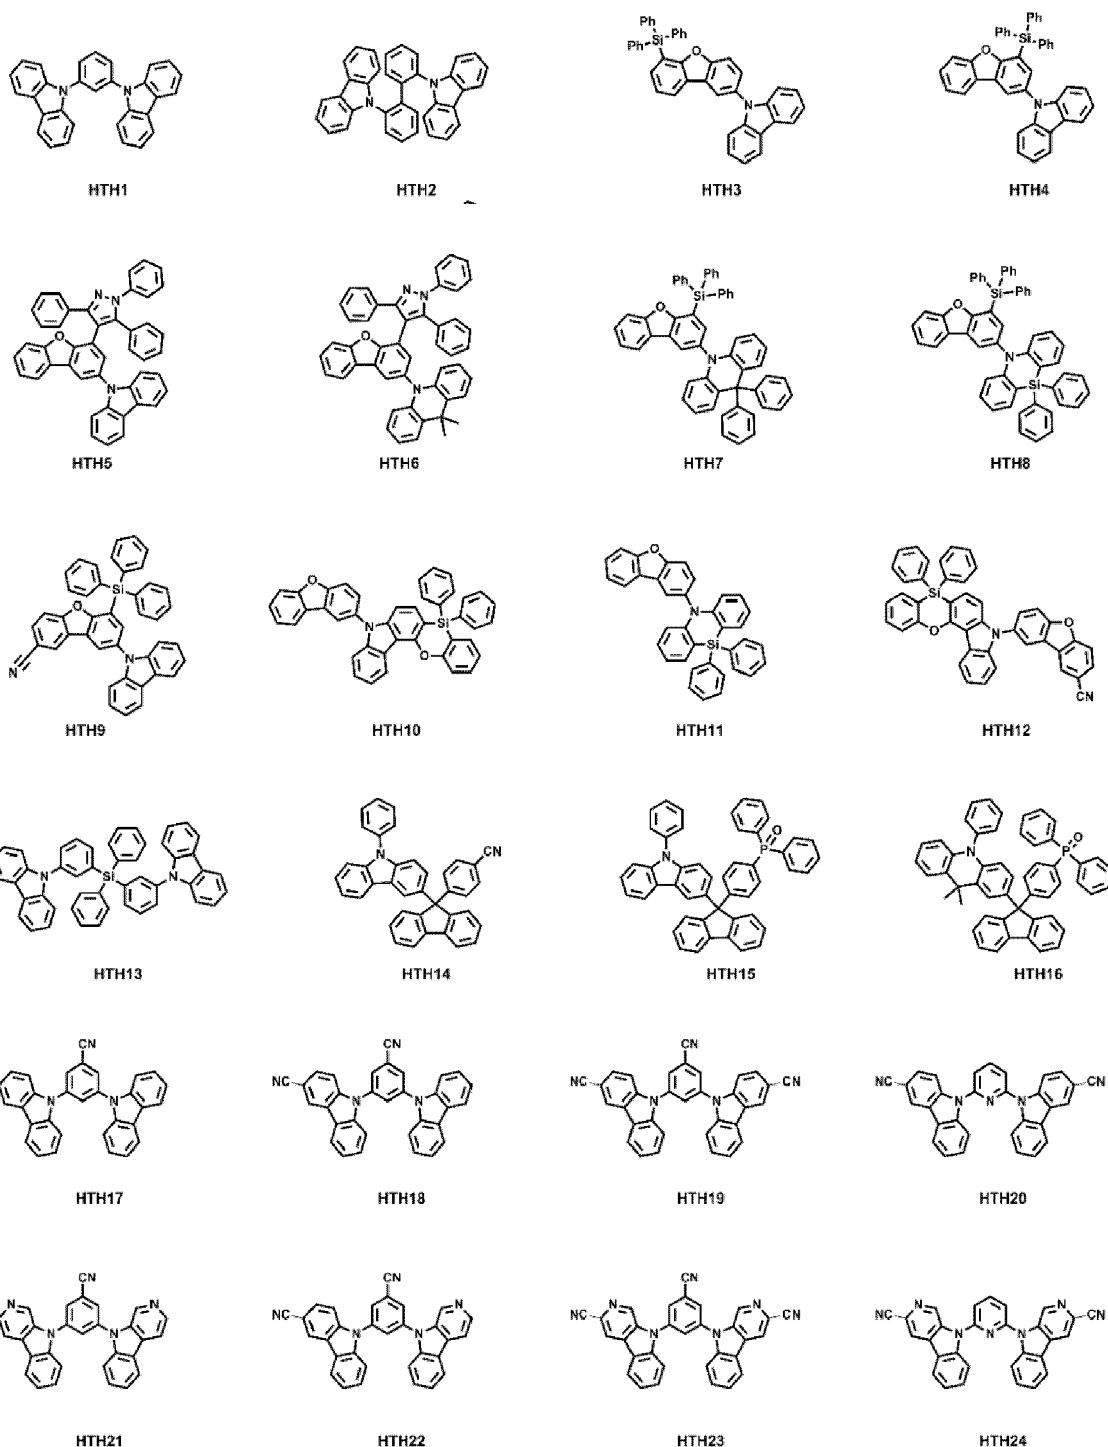 Ph
Ph Si Ph
O
N
Ph
Ph Si Ph
O
N
N N
N N
HTH1 HTH2 HTH3 HTH4
N N
O
N
N N
O
N
Ph
Ph Si Ph
O
N
Ph
Ph Si Ph
O
N
Si
HTH5 HTH6 HTH7 HTH8
Si
O
N
N
O
N
Si
O
O
N
Si
Si
O
N
O
CN
HTH9 HTH10 HTH11 HTH12
N
Si
N
N
CN
N
P
O
N
P
O
HTH13 HTH14 HTH15 HTH16
CN
N N
CN
NC
N N
CN
NC CN
N N
NC CN
N N N
HTH17 HTH18 HTH19 HTH20
CN
N N
N N
CN
NC N
N N
CN
NC N N CN
N N
NC N N CN
N N N
HTH21 HTH22 HTH23 HTH24